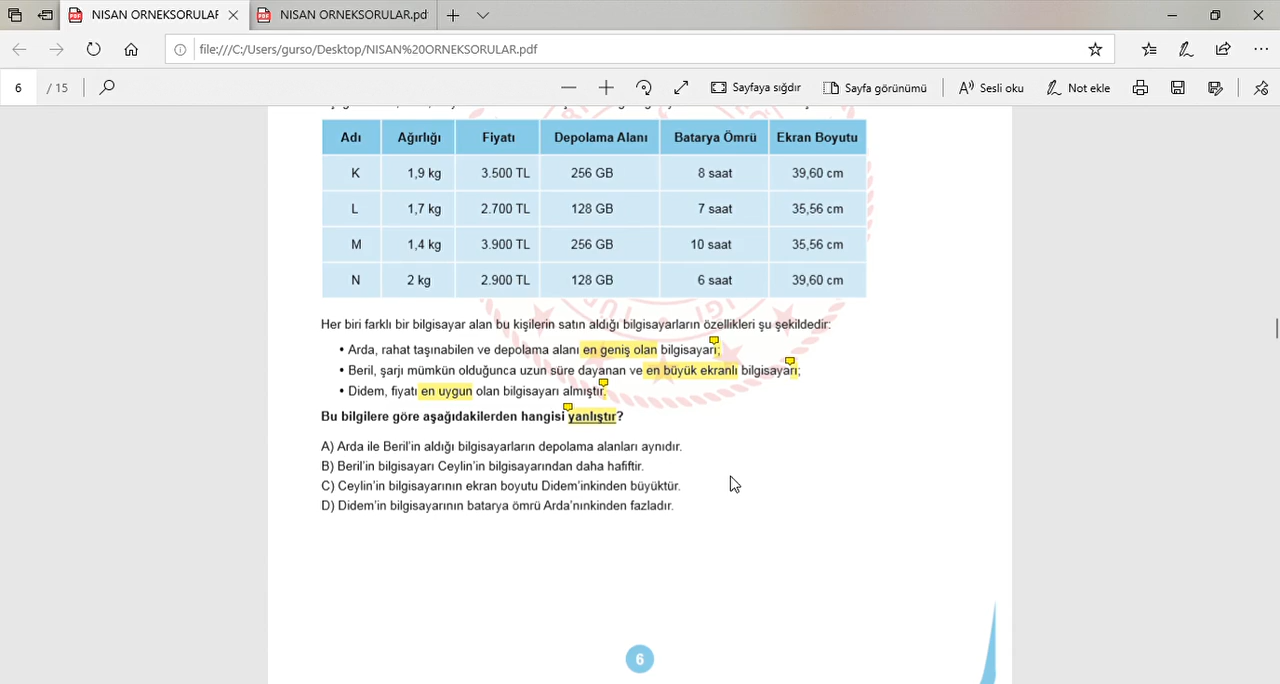 NISAN ORNEKSORULAR
NISAN ORNEKSORULAR.pd
file:///C:/Users/gurso/Desktop/NISAN%20ORNEKSORULAR.pdf
6 / 15 Sayfaya sığdır Sayfa görünümü Sesli oku Not ekle
Adı Ağırlığı Fiyatı Depolama Alanı Batarya Ömrü Ekran Boyutu
K 1,9 kg 3.500 TL 256 GB 8 saat 39,60 cm
L 1,7 kg 2.700 TL 128 GB 7 saat 35,56 cm
M 1,4 kg 3.900 TL 256 GB 10 saat 35,56 cm
N 2 kg 2.900 TL 128 GB 6 saat 39,60 cm
Her biri farklı bir bilgisayar alan bu kişilerin satın aldığı bilgisayarların özellikleri şu şekildedir:
• Arda, rahat taşınabilen ve depolama alanı en geniş olan bilgisayarı;
• Beril, şarjı mümkün olduğunca uzun süre dayanan ve en büyük ekranlı bilgisayarı;
• Didem, fiyatı en uygun olan bilgisayarı almıştır.
Bu bilgilere göre aşağıdakilerden hangisi yanlıştır?
A) Arda ile Beril'in aldığı bilgisayarların depolama alanları aynıdır.
B) Beril'in bilgisayarı Ceylin'in bilgisayarından daha hafiftir.
C) Ceylin'in bilgisayarının ekran boyutu Didem'inkinden büyüktür.
D) Didem'in bilgisayarının batarya ömrü Arda'nınkinden fazladır.
6